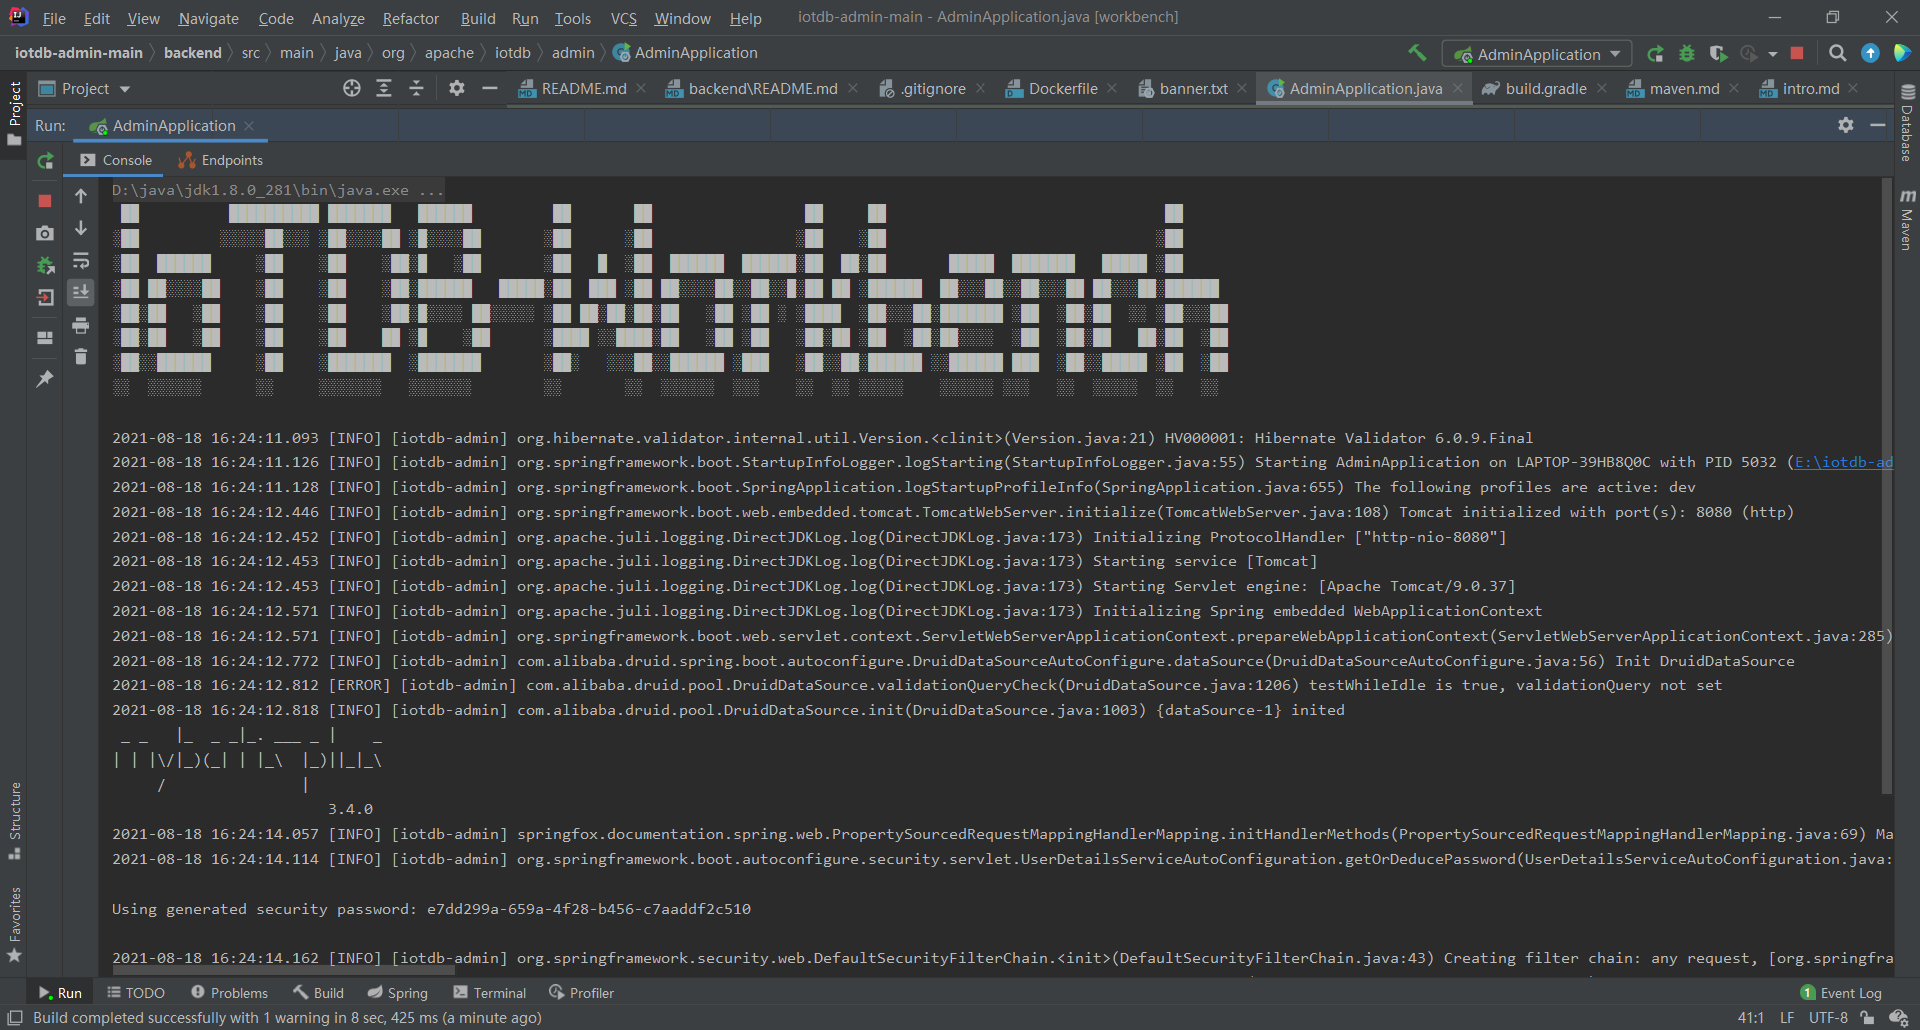 File Edit View Navigate Code Analyze Refactor Build Run Tools VCS Window Help iotdb-admin-main - AdminApplication.java [workbench]
iotdb-admin-main backend src main java org apache iotdb admin AdminApplication AdminApplication
Project README.md backend\README.md .gitignore Dockerfile banner.txt AdminApplication.java build.gradle maven.md intro.md
Project
Database
Maven
Structure
Favorites
Run: AdminApplication
Console Endpoints
D:\java\jdk1.8.0_281\bin\java.exe ...
IoTDB-Workbench
2021-08-18 16:24:11.093 [INFO] [iotdb-admin] org.hibernate.validator.internal.util.Version.<clinit>(Version.java:21) HV000001: Hibernate Validator 6.0.9.Final
2021-08-18 16:24:11.126 [INFO] [iotdb-admin] org.springframework.boot.StartupInfoLogger.logStarting(StartupInfoLogger.java:55) Starting AdminApplication on LAPTOP-39HB8Q0C with PID 5032 (E:\iotdb-ad
2021-08-18 16:24:11.128 [INFO] [iotdb-admin] org.springframework.boot.SpringApplication.logStartupProfileInfo(SpringApplication.java:655) The following profiles are active: dev
2021-08-18 16:24:12.446 [INFO] [iotdb-admin] org.springframework.boot.web.embedded.tomcat.TomcatWebServer.initialize(TomcatWebServer.java:108) Tomcat initialized with port(s): 8080 (http)
2021-08-18 16:24:12.452 [INFO] [iotdb-admin] org.apache.juli.logging.DirectJDKLog.log(DirectJDKLog.java:173) Initializing ProtocolHandler ["http-nio-8080"]
2021-08-18 16:24:12.453 [INFO] [iotdb-admin] org.apache.juli.logging.DirectJDKLog.log(DirectJDKLog.java:173) Starting service [Tomcat]
2021-08-18 16:24:12.453 [INFO] [iotdb-admin] org.apache.juli.logging.DirectJDKLog.log(DirectJDKLog.java:173) Starting Servlet engine: [Apache Tomcat/9.0.37]
2021-08-18 16:24:12.571 [INFO] [iotdb-admin] org.apache.juli.logging.DirectJDKLog.log(DirectJDKLog.java:173) Initializing Spring embedded WebApplicationContext
2021-08-18 16:24:12.571 [INFO] [iotdb-admin] org.springframework.boot.web.servlet.context.ServletWebServerApplicationContext.prepareWebApplicationContext(ServletWebServerApplicationContext.java:285)
2021-08-18 16:24:12.772 [INFO] [iotdb-admin] com.alibaba.druid.spring.boot.autoconfigure.DruidDataSourceAutoConfigure.dataSource(DruidDataSourceAutoConfigure.java:56) Init DruidDataSource
2021-08-18 16:24:12.812 [ERROR] [iotdb-admin] com.alibaba.druid.pool.DruidDataSource.validationQueryCheck(DruidDataSource.java:1206) testWhileIdle is true, validationQuery not set
2021-08-18 16:24:12.818 [INFO] [iotdb-admin] com.alibaba.druid.pool.DruidDataSource.init(DruidDataSource.java:1003) {dataSource-1} inited
 _ _   |_  _ _|_. ___ _ |    _
| | |\/|_)(_| | |_\  |_)||_|_\
     /               |
3.4.0
2021-08-18 16:24:14.057 [INFO] [iotdb-admin] springfox.documentation.spring.web.PropertySourcedRequestMappingHandlerMapping.initHandlerMethods(PropertySourcedRequestMappingHandlerMapping.java:69) Ma
2021-08-18 16:24:14.114 [INFO] [iotdb-admin] org.springframework.boot.autoconfigure.security.servlet.UserDetailsServiceAutoConfiguration.getOrDeducePassword(UserDetailsServiceAutoConfiguration.java:
Using generated security password: e7dd299a-659a-4f28-b456-c7aaddf2c510
2021-08-18 16:24:14.162 [INFO] [iotdb-admin] org.springframework.security.web.DefaultSecurityFilterChain.<init>(DefaultSecurityFilterChain.java:43) Creating filter chain: any request, [org.springfra
Run TODO Problems Build Spring Terminal Profiler 1 Event Log
Build completed successfully with 1 warning in 8 sec, 425 ms (a minute ago) 41:1 LF UTF-8